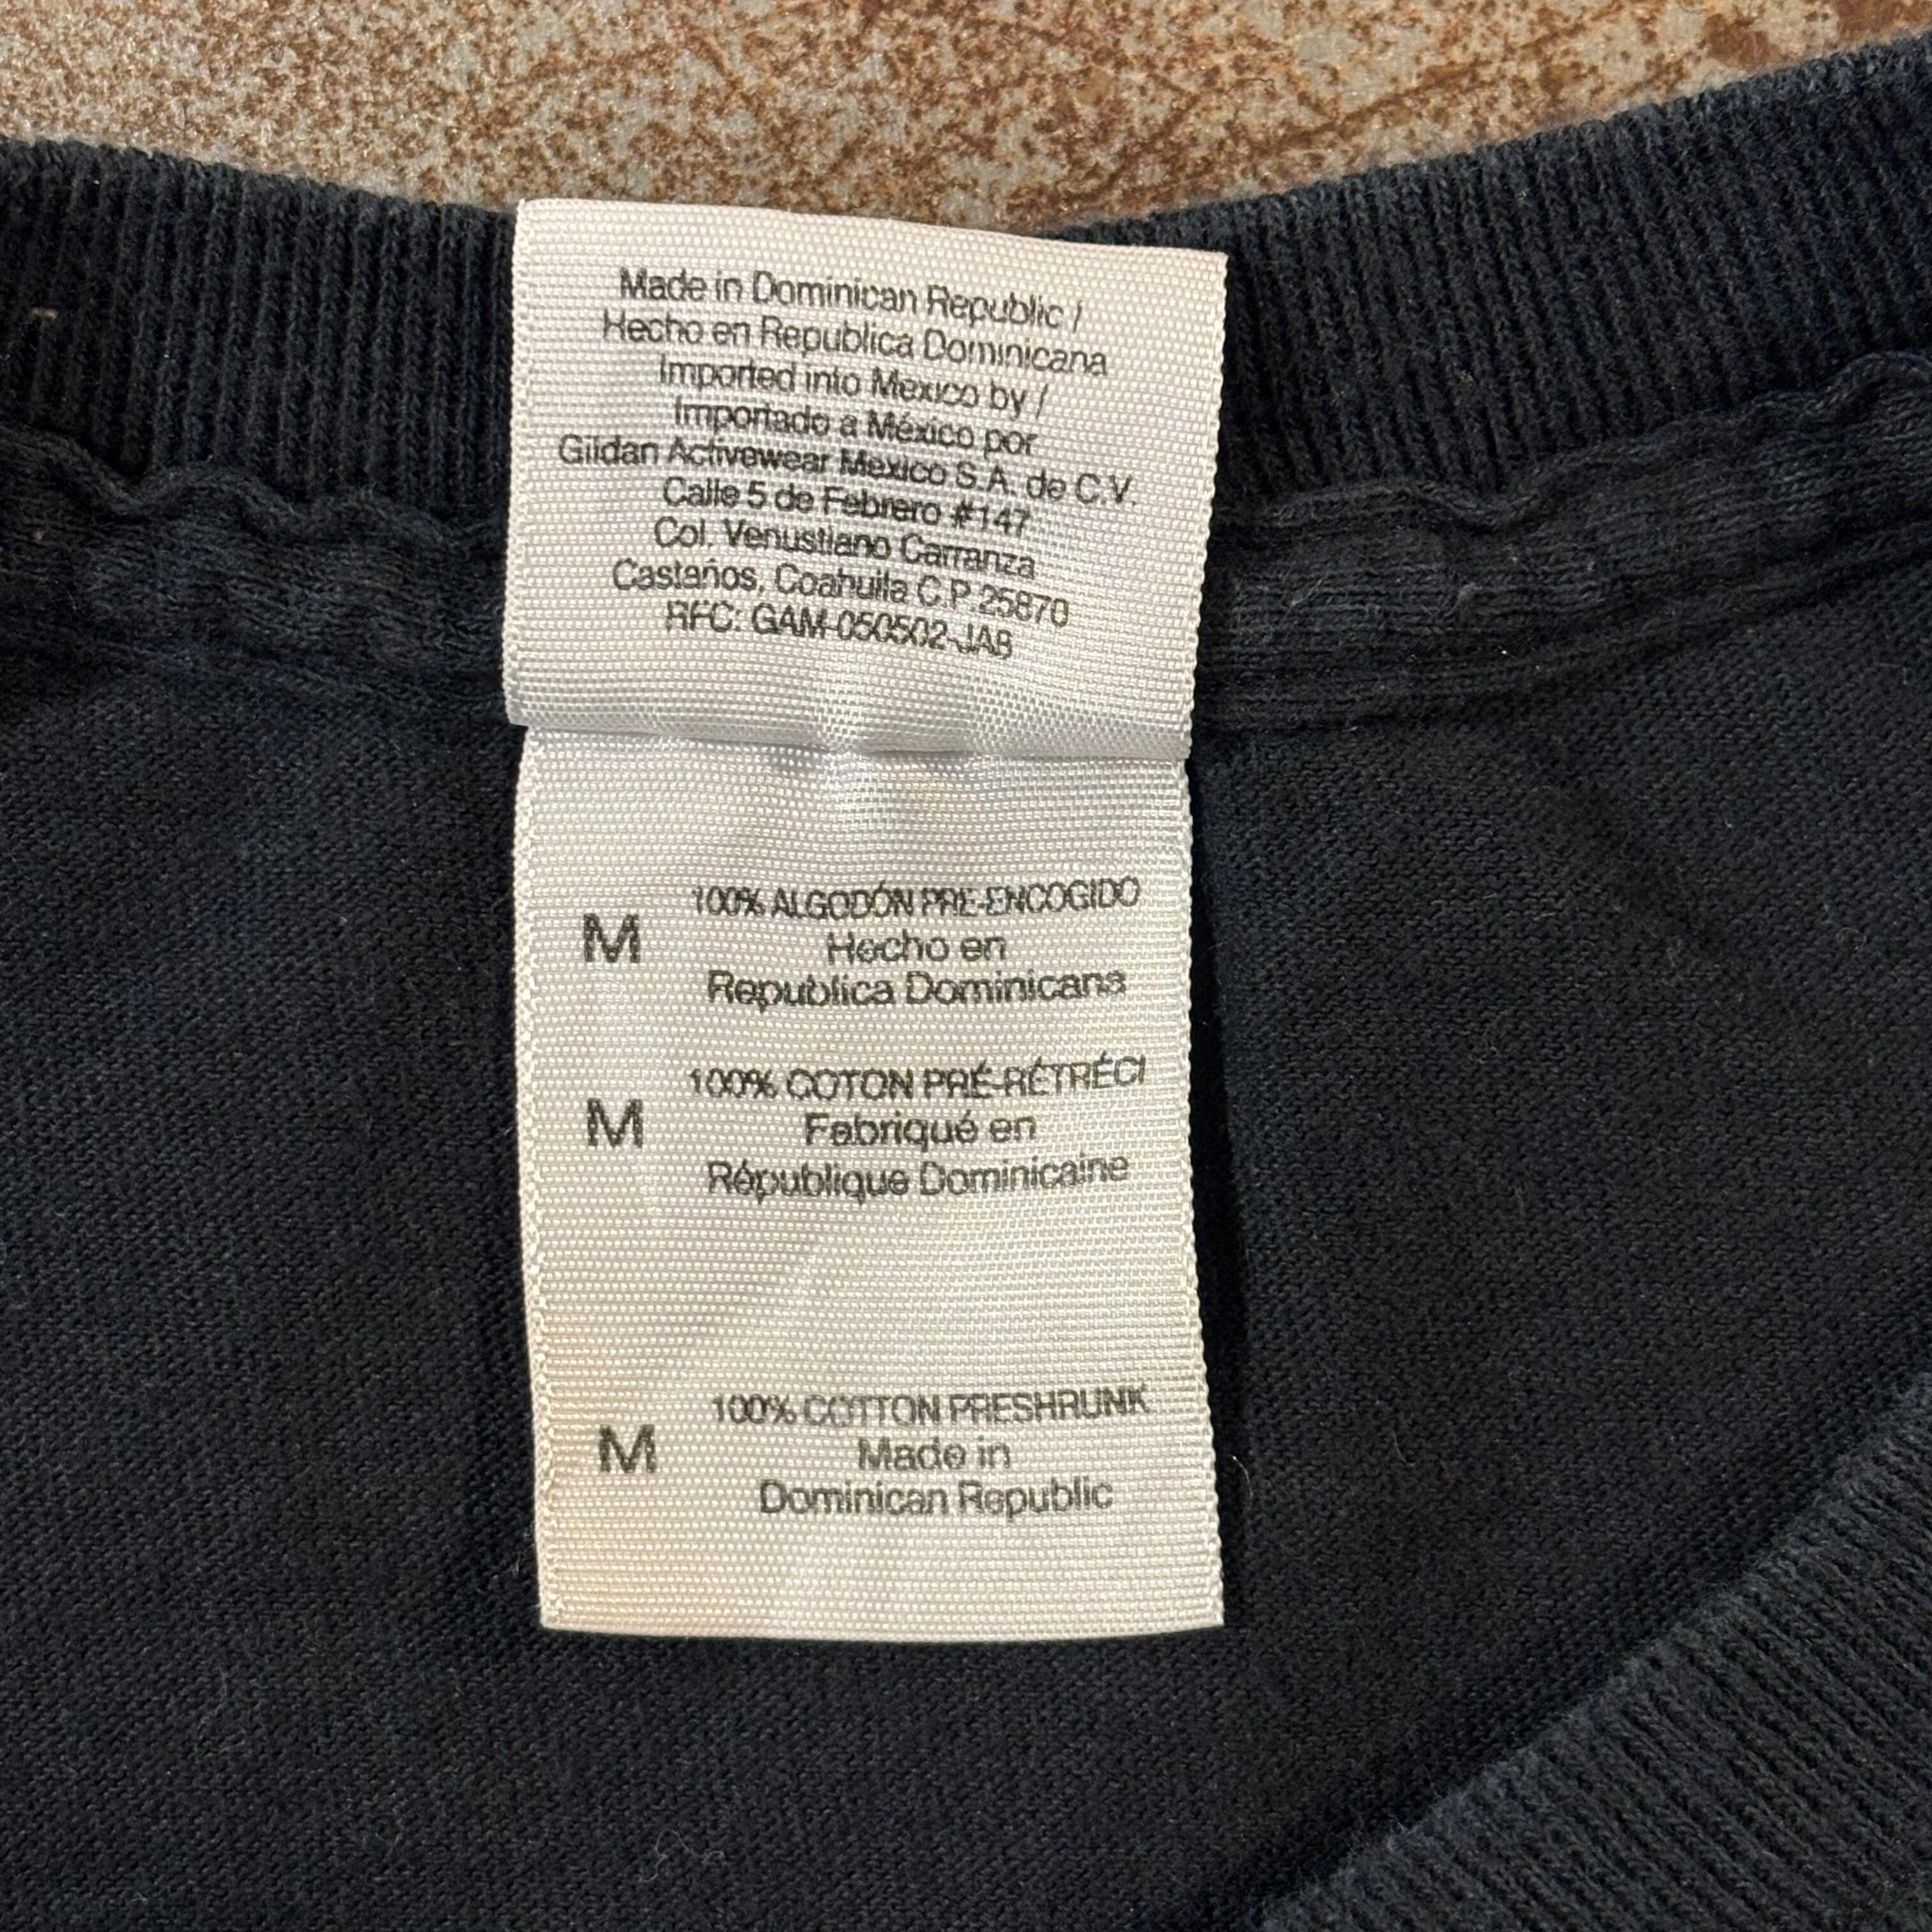 Made in Dominican Republic /
Hecho en Republica Dominicana
Imported into Mexico by /
Importado a México por
Gildan Activewear Mexico S.A. de C.V.
Calle 5 de Febrero #147
Col. Venustiano Carranza
Castaños, Coahuila C.P. 25870
RFC: GAM-050502-JA8
100% ALGODÓN PRE-ENCOGIDO
M Hecho en
Republica Dominicana
100% COTON PRÉ-RÉTRÉCI
M Fabriqué en
République Dominicaine
100% COTTON PRESHRUNK
M Made in
Dominican Republic